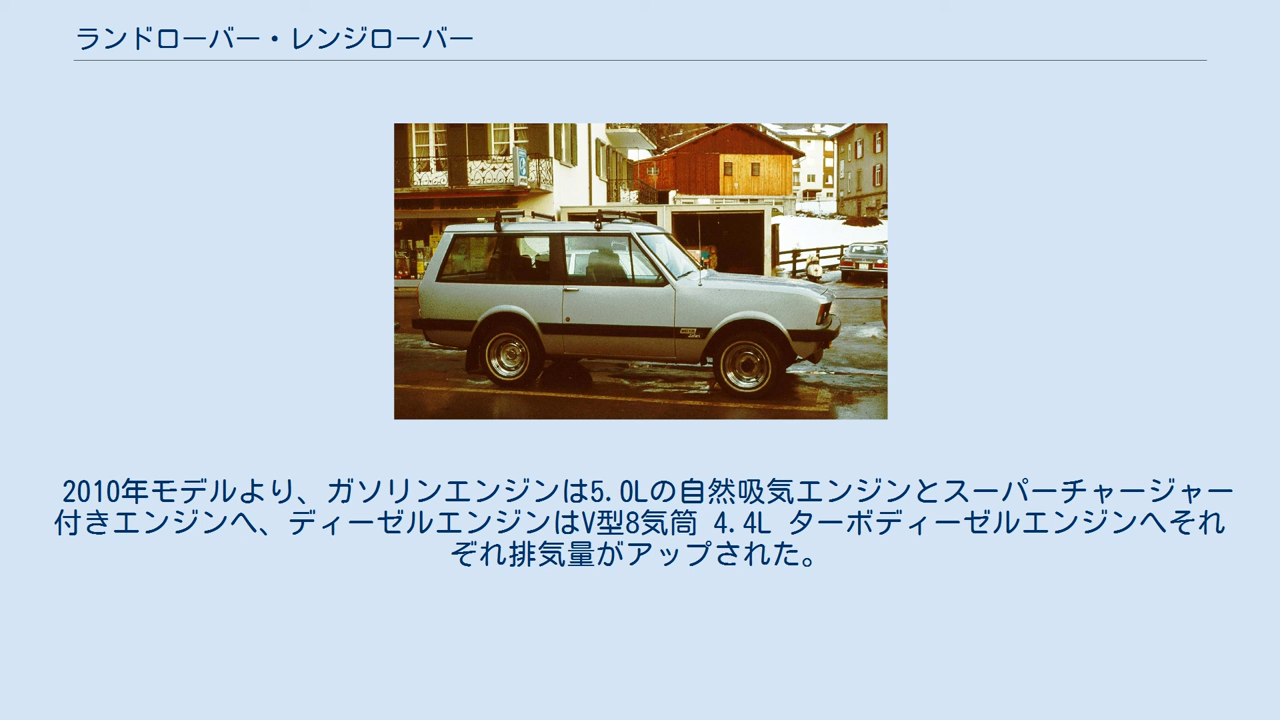 ランドローバー・レンジローバー
2010年モデルより、ガソリンエンジンは5.0Lの自然吸気エンジンとスーパーチャージャー
付きエンジンへ、ディーゼルエンジンはV型8気筒 4.4L ターボディーゼルエンジンへそれ
ぞれ排気量がアップされた。